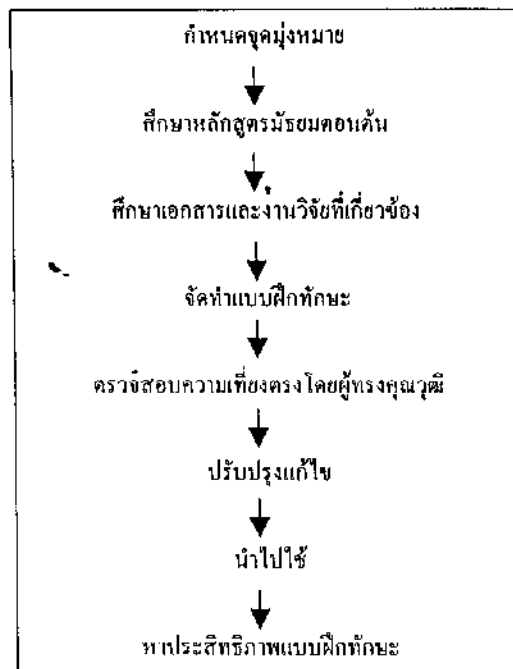 กำหนดจุดมุ่งหมาย
ศึกษาหลักสูตรมัธยมตอนต้น
ศึกษาเอกสารและงานวิจัยที่เกี่ยวข้อง
จัดทำแบบฝึกทักษะ
ตรวจสอบความเที่ยงตรงโดยผู้ทรงคุณวุฒิ
ปรับปรุงแก้ไข
นำไปใช้
หาประสิทธิภาพแบบฝึกทักษะ